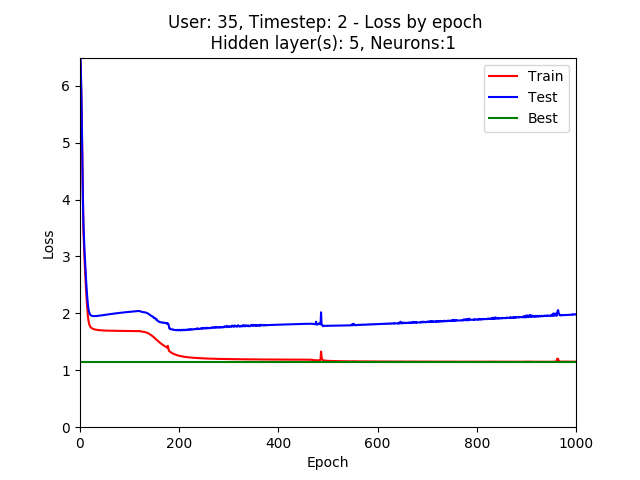 User: 35, Timestep: 2 - Loss by epoch
Hidden layer(s): 5, Neurons:1
Train
Test
Best
Loss
6
5
4
3
2
1
0
0 200 400 600 800 1000
Epoch